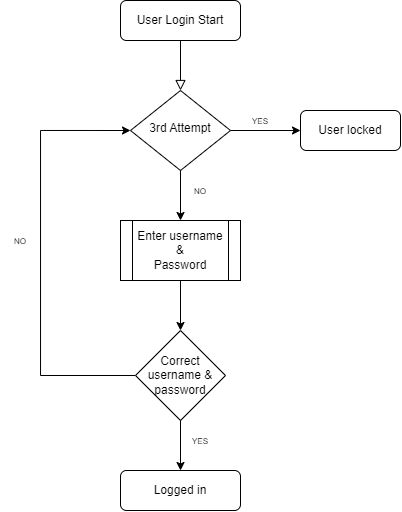 User Login Start
3rd Attempt
YES
User locked
NO
Enter username
&
Password
NO
Correct
username &
password
YES
Logged in